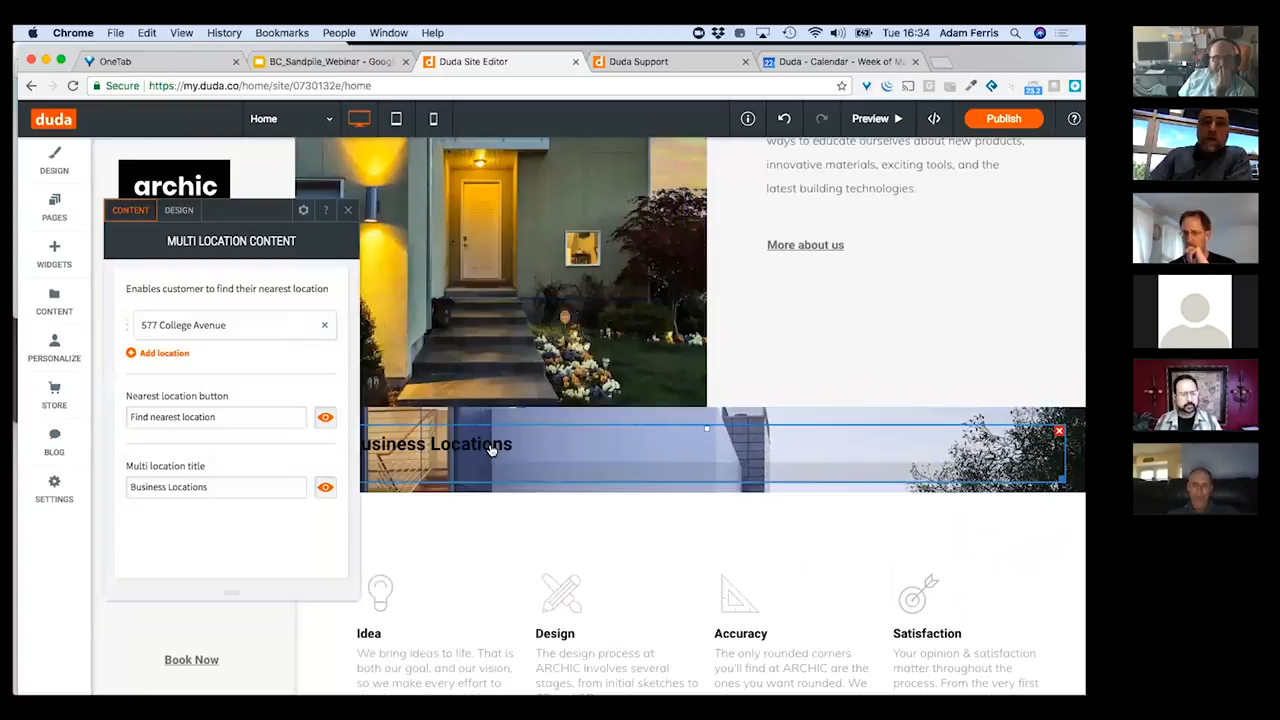 Chrome File Edit View History Bookmarks People Window Help Tue 16:34 Adam Ferris
OneTab
BC_Sandpile_Webinar - Goog
Duda Site Editor
Duda Support
Duda - Calendar - Week of M
Secure https://my.duda.co/home/site/0730132e/home
23.2
duda
Home
Preview
Publish
DESIGN
PAGES
WIDGETS
CONTENT
PERSONALIZE
STORE
BLOG
SETTINGS
archic
CONTENT DESIGN
MULTI LOCATION CONTENT
Enables customer to find their nearest location
577 College Avenue
Add location
Nearest location button
Find nearest location
Multi location title
Business Locations
Book Now
ways to educate ourselves about new products,
innovative materials, exciting tools, and the
latest building technologies.
More about us
usiness Locations
Idea
We bring ideas to life. That is
both our goal, and our vision,
so we make every effort to
Design
The design process at
ARCHIC involves several
stages, from initial sketches to
Accuracy
The only rounded corners
you'll find at ARCHIC are the
ones you want rounded. We
Satisfaction
Your opinion & satisfaction
matter throughout the
process. From the very first